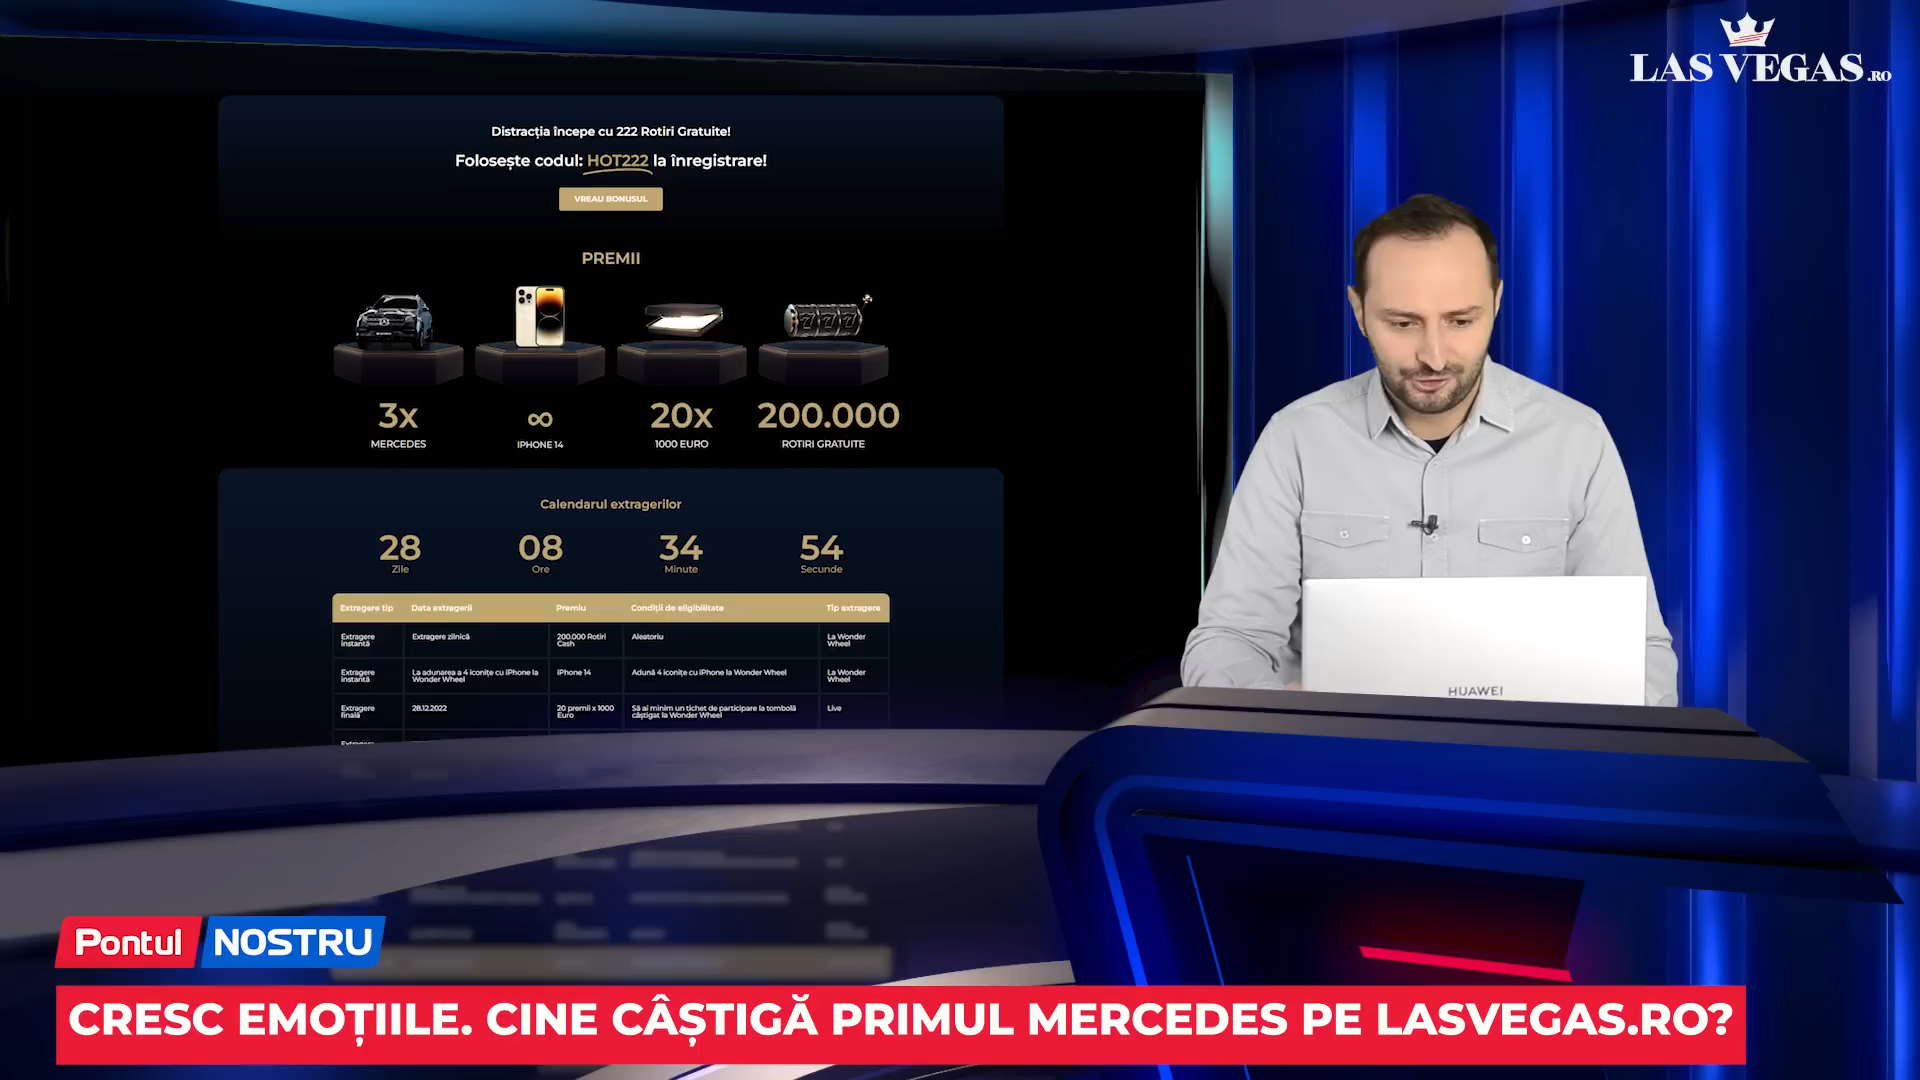 LAS VEGAS.RO
Distracția începe cu 222 Rotiri Gratuite!
Folosește codul: HOT222 la înregistrare!
VREAU BONUSUL
PREMII
3x
MERCEDES
∞
IPHONE 14
20x
1000 EURO
200.000
ROTIRI GRATUITE
Calendarul extragerilor
28 08 34 54
Zile Ore Minute Secunde
Extragere tip Data extragerii Premiu Condiții de eligibilitate Tip extragere
Extragere instantă Extragere zilnică 200.000 Rotiri Cash Aleatoriu La Wonder Wheel
Extragere instantă La adunarea a 4 iconițe cu iPhone la Wonder Wheel iPhone 14 Adună 4 iconițe cu iPhone la Wonder Wheel La Wonder Wheel
Extragere finală 28.12.2022 20 premii x 1000 Euro Să ai minim un tichet de participare la tombolă câștigat la Wonder Wheel Live
HUAWEI
Pontul NOSTRU
CRESC EMOȚIILE. CINE CÂȘTIGĂ PRIMUL MERCEDES PE LASVEGAS.RO?